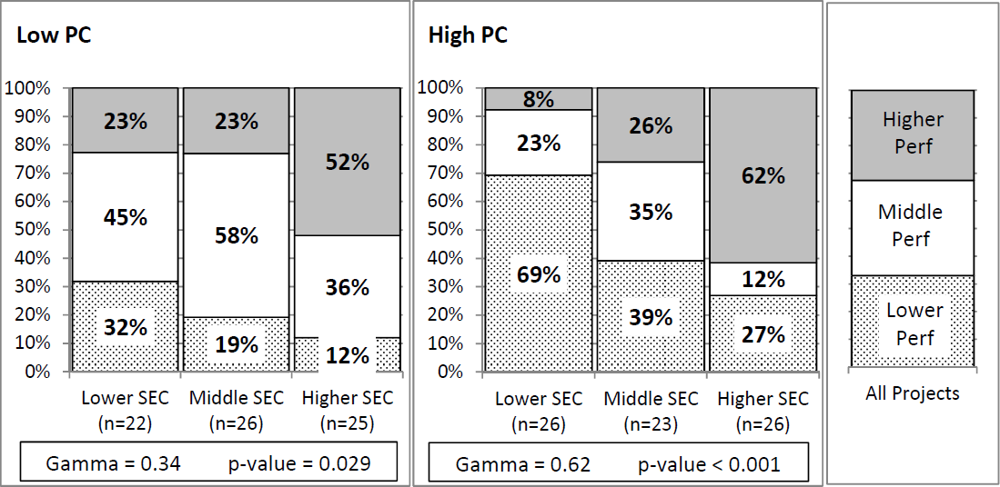 Low PC
100%
90%
80%
70%
60%
50%
40%
30%
20%
10%
0%
23%
45%
32%
23%
58%
19%
52%
36%
12%
Lower SEC
(n=22)
Middle SEC
(n=26)
Higher SEC
(n=25)
Gamma = 0.34 p-value = 0.029
High PC
100%
90%
80%
70%
60%
50%
40%
30%
20%
10%
0%
8%
23%
69%
26%
35%
39%
62%
12%
27%
Lower SEC
(n=26)
Middle SEC
(n=23)
Higher SEC
(n=26)
Gamma = 0.62 p-value < 0.001
Higher
Perf
Middle
Perf
Lower
Perf
All Projects